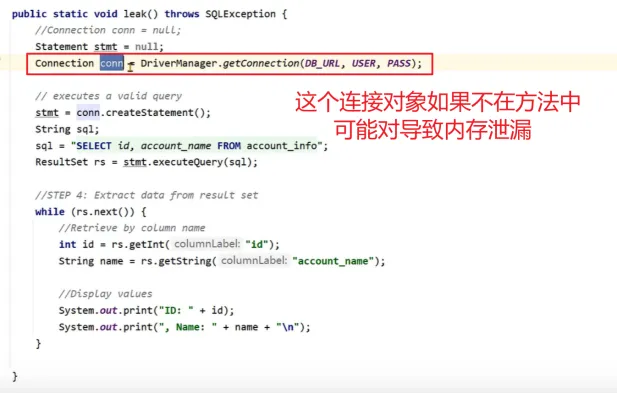 public static void leak() throws SQLException {
//Connection conn = null;
Statement stmt = null;
Connection conn = DriverManager.getConnection(DB_URL, USER, PASS);
// executes a valid query
stmt = conn.createStatement();
String sql;
sql = "SELECT id, account_name FROM account_info";
ResultSet rs = stmt.executeQuery(sql);
这个连接对象如果不在方法中
可能对导致内存泄漏
//STEP 4: Extract data from result set
while (rs.next()) {
//Retrieve by column name
int id = rs.getInt( columnLabel: "id");
String name = rs.getString( columnLabel: "account_name");
//Display values
System.out.print("ID: " + id);
System.out.print(", Name: " + name + "\n");
}
}